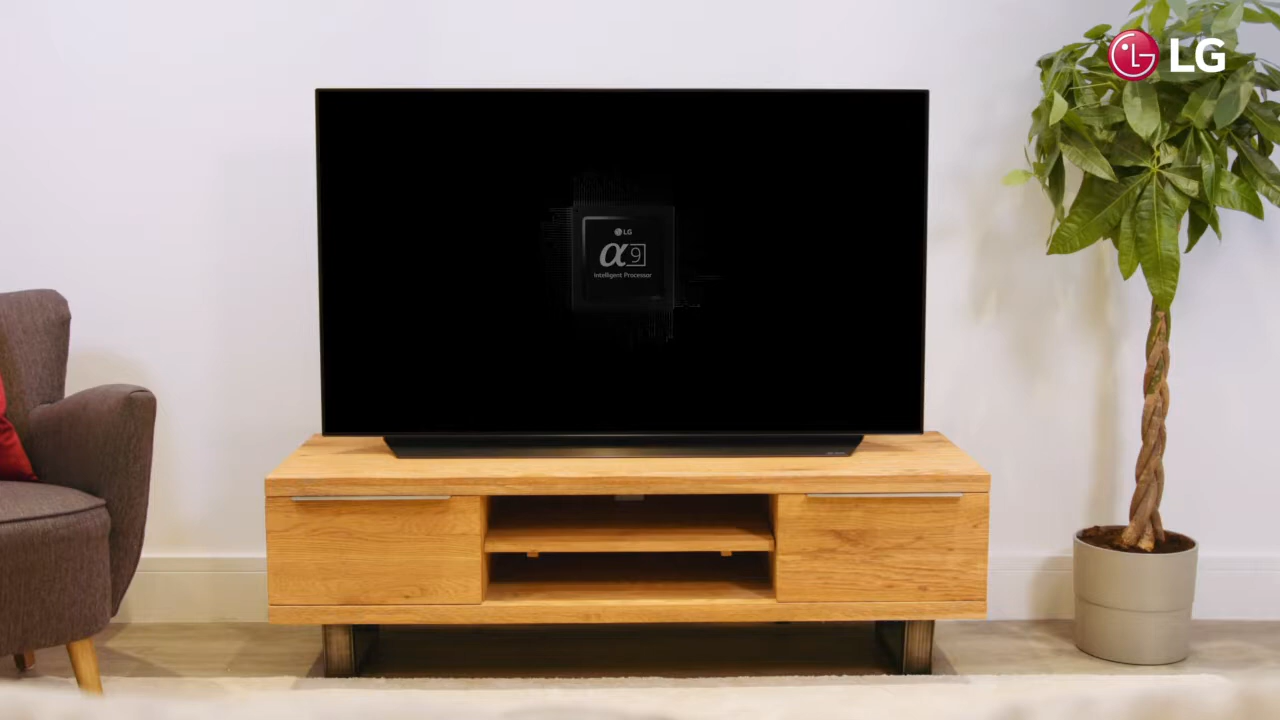 LG
LG
α9
Intelligent Processor